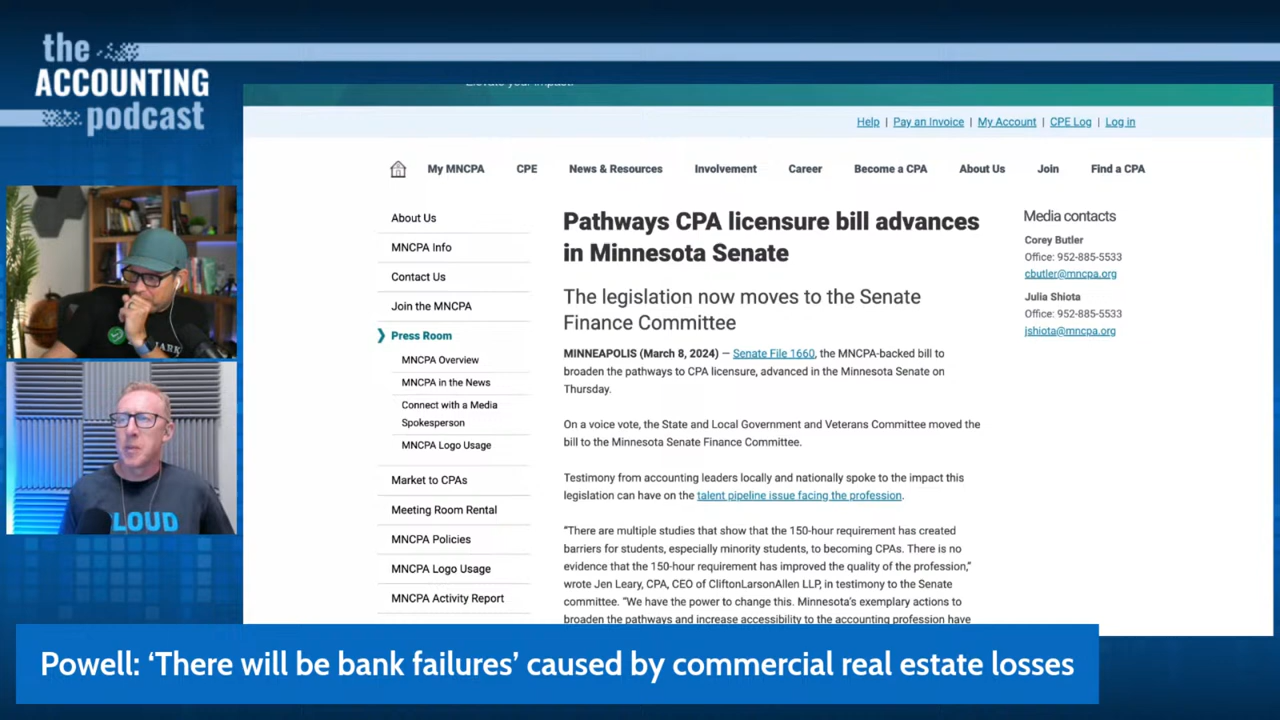 the
ACCOUNTING
podcast
Help | Pay an Invoice | My Account | CPE Log | Log in
My MNCPA CPE News & Resources Involvement Career Become a CPA About Us Join Find a CPA
About Us
MNCPA Info
Contact Us
Join the MNCPA
Press Room
MNCPA Overview
MNCPA in the News
Connect with a Media
Spokesperson
MNCPA Logo Usage
Market to CPAs
Meeting Room Rental
MNCPA Policies
MNCPA Logo Usage
MNCPA Activity Report
Pathways CPA licensure bill advances
in Minnesota Senate
The legislation now moves to the Senate
Finance Committee
MINNEAPOLIS (March 8, 2024) — Senate File 1660, the MNCPA-backed bill to
broaden the pathways to CPA licensure, advanced in the Minnesota Senate on
Thursday.
On a voice vote, the State and Local Government and Veterans Committee moved the
bill to the Minnesota Senate Finance Committee.
Testimony from accounting leaders locally and nationally spoke to the impact this
legislation can have on the talent pipeline issue facing the profession.
“There are multiple studies that show that the 150-hour requirement has created
barriers for students, especially minority students, to becoming CPAs. There is no
evidence that the 150-hour requirement has improved the quality of the profession,”
wrote Jen Leary, CPA, CEO of CliftonLarsonAllen LLP, in testimony to the Senate
committee. “We have the power to change this. Minnesota's exemplary actions to
broaden the pathways and increase accessibility to the accounting profession have
Media contacts
Corey Butler
Office: 952-885-5533
cbutler@mncpa.org
Julia Shiota
Office: 952-885-5533
jshiota@mncpa.org
LOUD
Powell: ‘There will be bank failures’ caused by commercial real estate losses